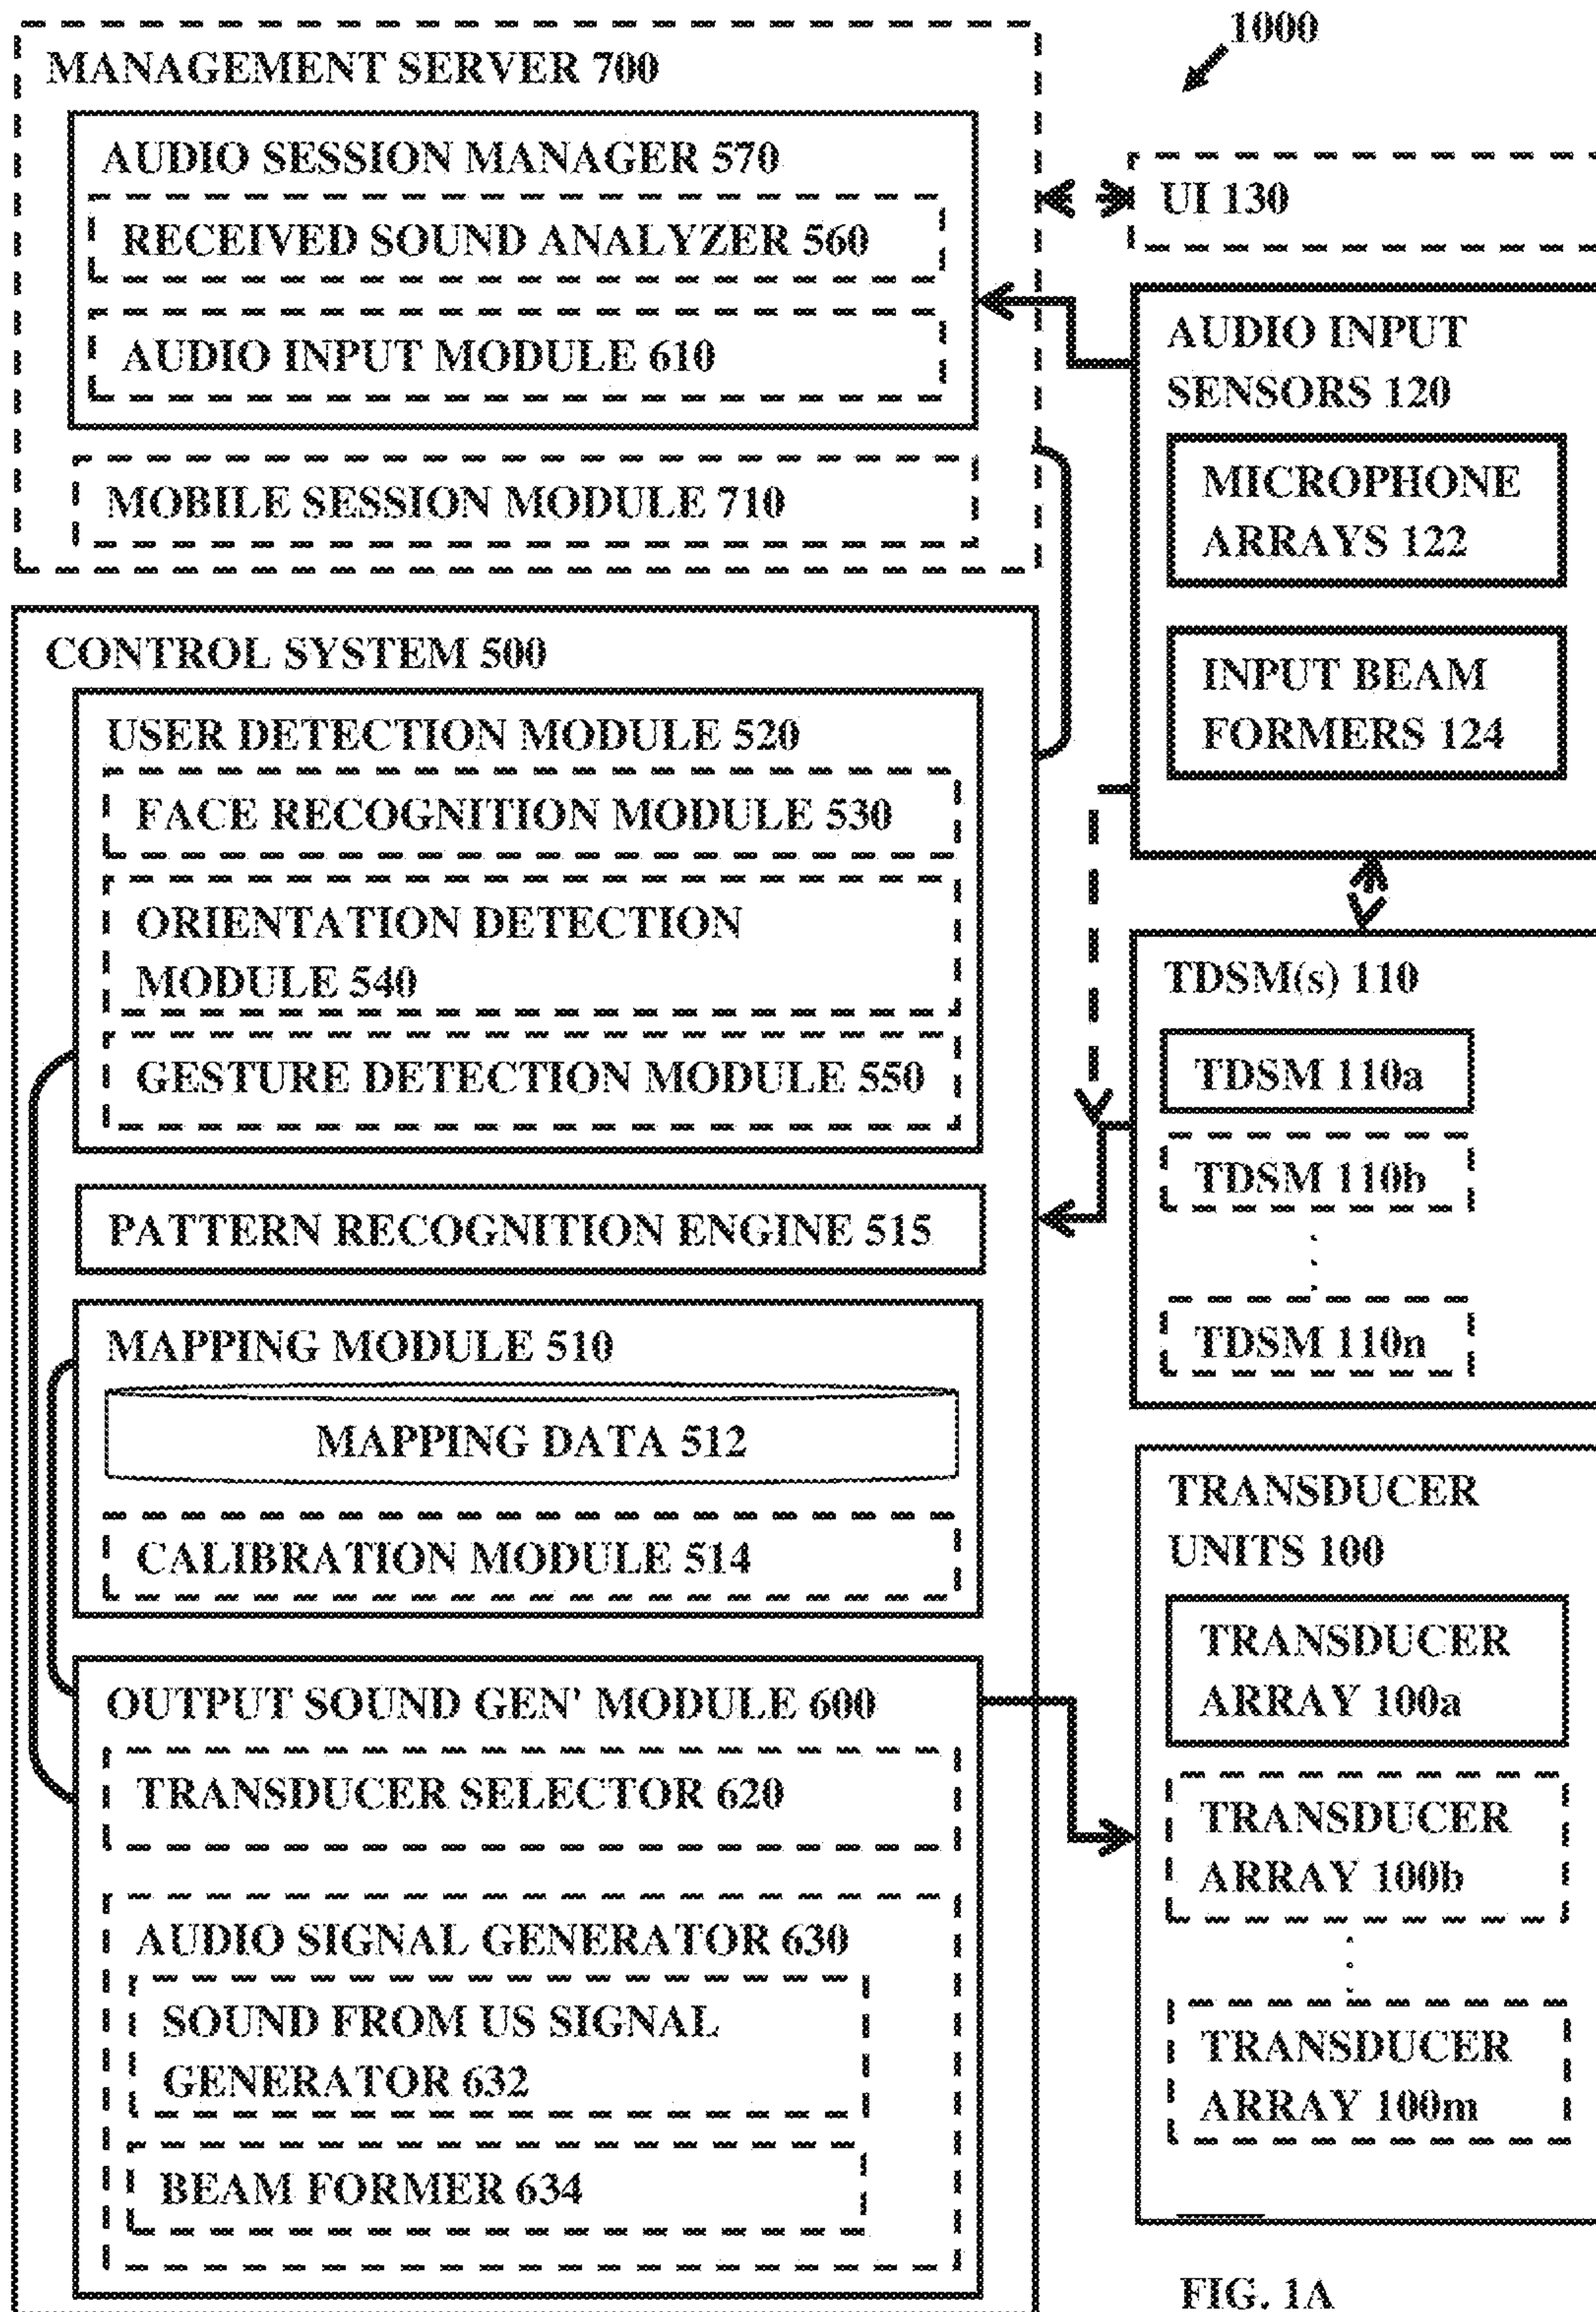 1000
MANAGEMENT SERVER 700
AUDIO SESSION MANAGER 570
RECEIVED SOUND ANALYZER 560
AUDIO INPUT MODULE 610
MOBILE SESSION MODULE 710
CONTROL SYSTEM 500
USER DETECTION MODULE 520
FACE RECOGNITION MODULE 530
ORIENTATION DETECTION
MODULE 540
GESTURE DETECTION MODULE 550
PATTERN RECOGNITION ENGINE 515
MAPPING MODULE 510
MAPPING DATA 512
CALIBRATION MODULE 514
OUTPUT SOUND GEN' MODULE 600
TRANSDUCER SELECTOR 620
AUDIO SIGNAL GENERATOR 630
SOUND FROM US SIGNAL
GENERATOR 632
BEAM FORMER 634
UI 130
AUDIO INPUT
SENSORS 120
MICROPHONE
ARRAYS 122
INPUT BEAM
FORMERS 124
TDSM(s) 110
TDSM 110a
TDSM 110b
TDSM 110n
TRANSDUCER
UNITS 100
TRANSDUCER
ARRAY 100a
TRANSDUCER
ARRAY 100b
TRANSDUCER
ARRAY 100m
FIG. 1A